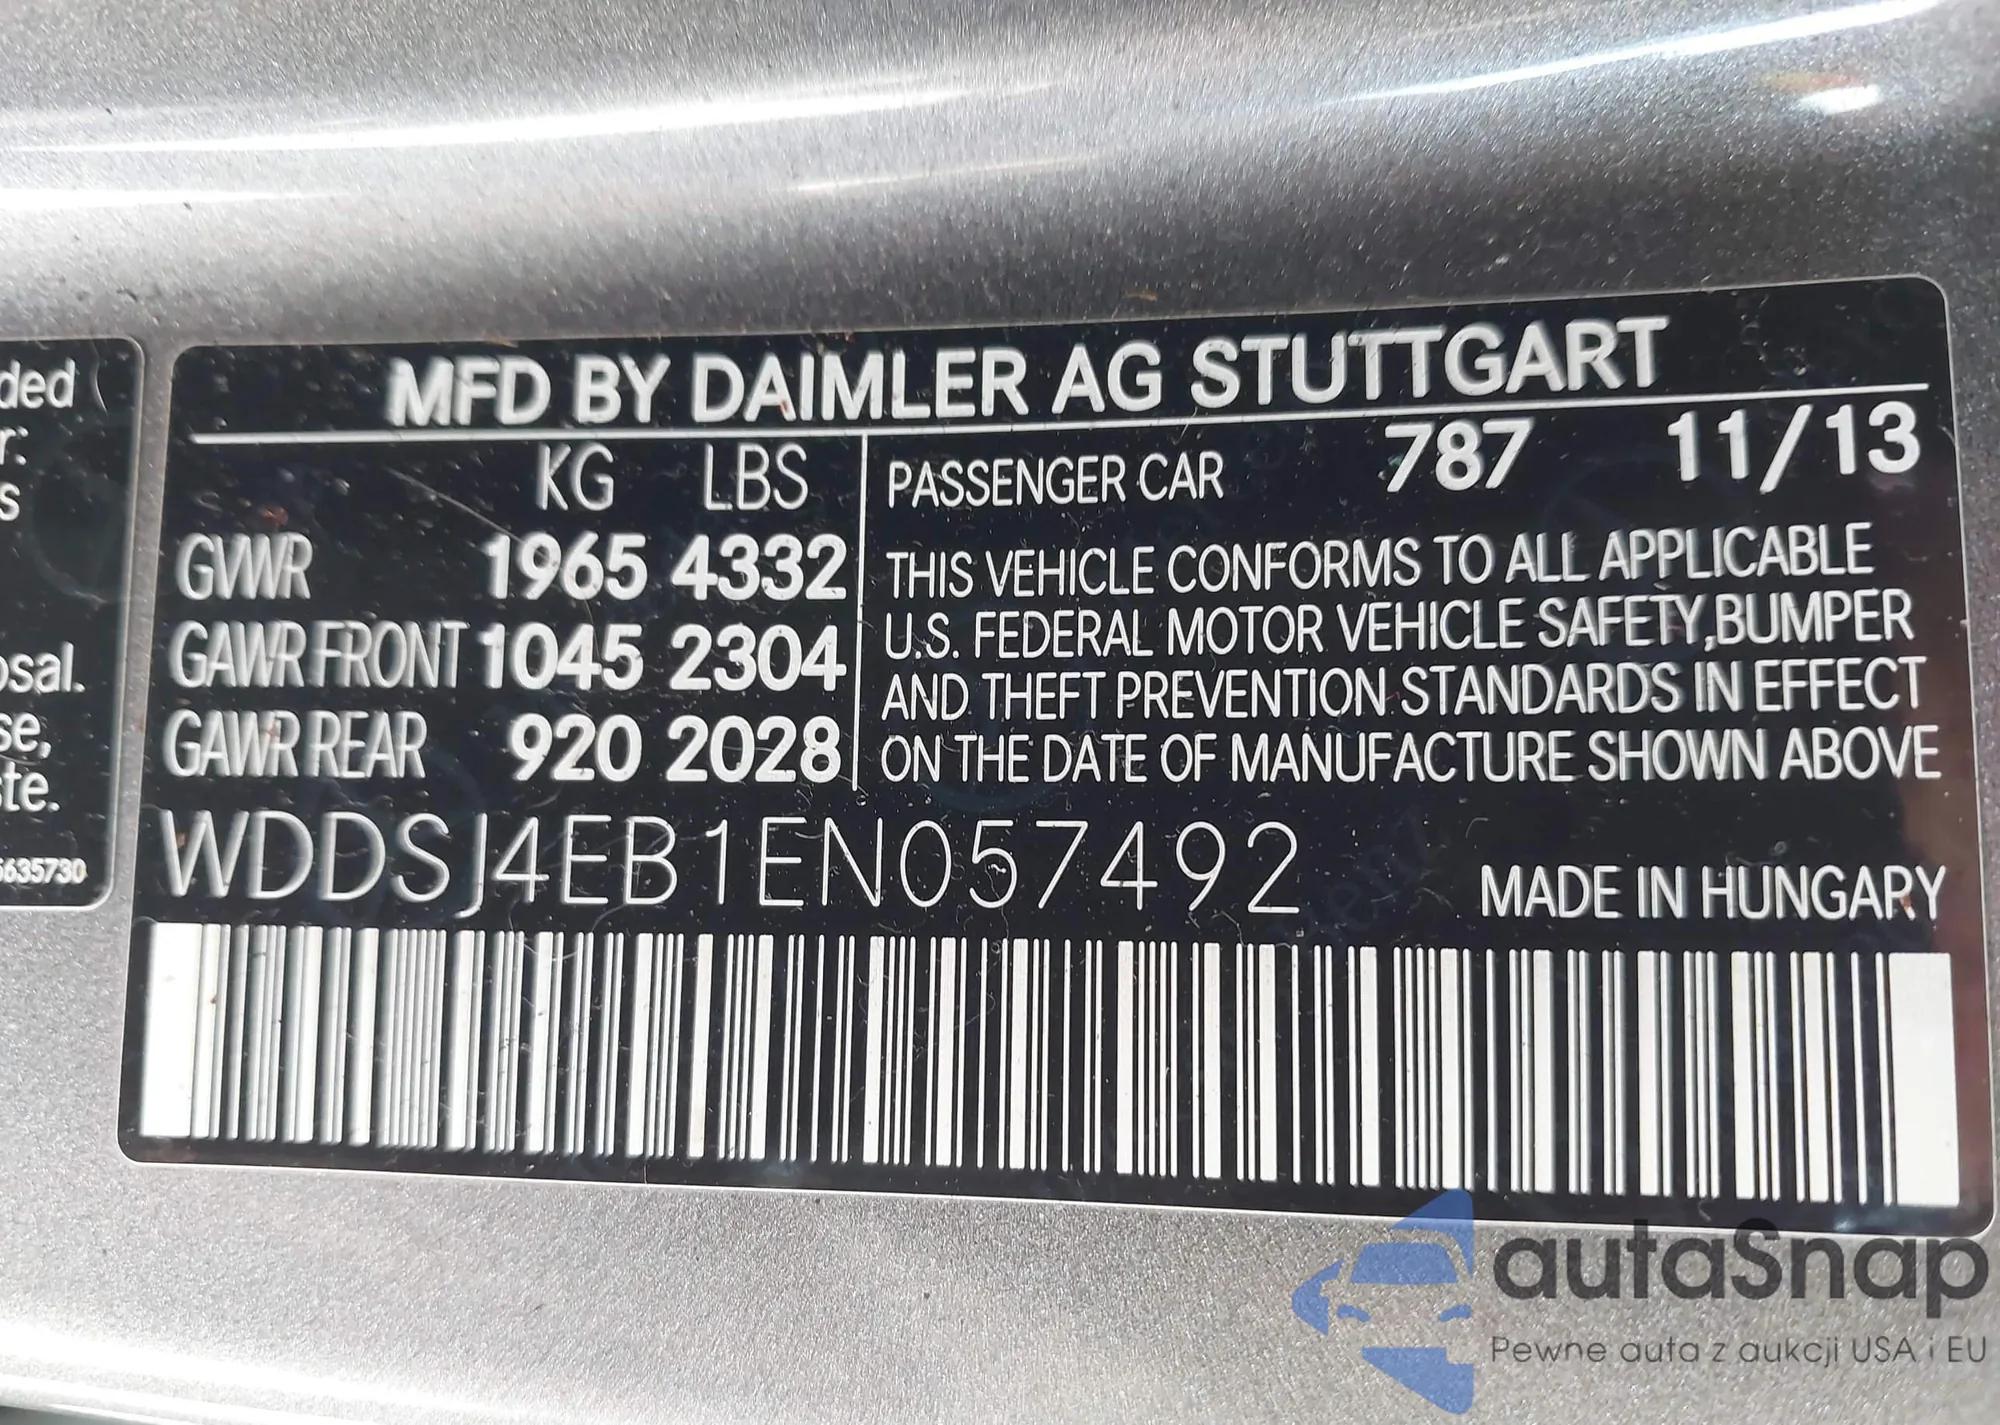 ded
r:
s
osal.
se,
te.
5635730
MFD BY DAIMLER AG STUTTGART
KG LBS
GVWR 1965 4332
GAWR FRONT 1045 2304
GAWR REAR 920 2028
PASSENGER CAR 787 11/13
THIS VEHICLE CONFORMS TO ALL APPLICABLE
U.S. FEDERAL MOTOR VEHICLE SAFETY,BUMPER
AND THEFT PREVENTION STANDARDS IN EFFECT
ON THE DATE OF MANUFACTURE SHOWN ABOVE
WDDSJ4EB1EN057492
MADE IN HUNGARY
autaSnap
Pewne auta z aukcji USA i EU